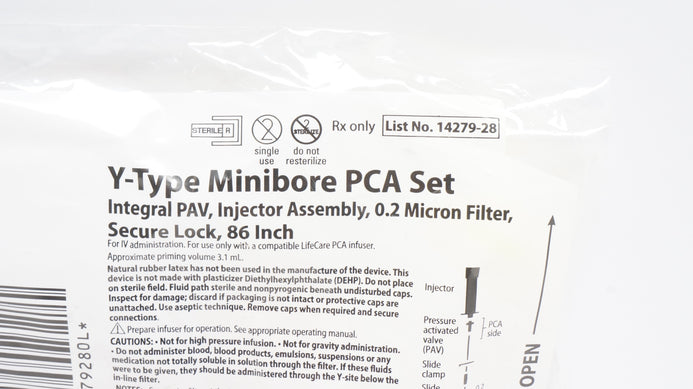 STERILE R
2
single use
2 STERILIZE
do not resterilize
Rx only
List No. 14279-28
Y-Type Minibore PCA Set
Integral PAV, Injector Assembly, 0.2 Micron Filter,
Secure Lock, 86 Inch
For IV administration. For use only with a compatible LifeCare PCA infuser.
Approximate priming volume 3.1 mL.
Natural rubber latex has not been used in the manufacture of the device. This
device is not made with plasticizer Diethylhexylphthalate (DEHP). Do not place
on sterile field. Fluid path sterile and nonpyrogenic beneath undisturbed caps.
Inspect for damage; discard if packaging is not intact or protective caps are
unattached. Use aseptic technique. Remove caps when required and secure
connections.
Prepare infuser for operation. See appropriate operating manual.
CAUTIONS: • Not for high pressure infusion. • Not for gravity administration.
• Do not administer blood, blood products, emulsions, suspensions or any
medication not totally soluble in solution through the filter. If these fluids
were to be given, they should be administered through the Y-site below the
in-line filter.
Injector
Pressure
activated
valve
(PAV)
PCA
side
Slide
clamp
Slide
0.2
OPEN
79280L*